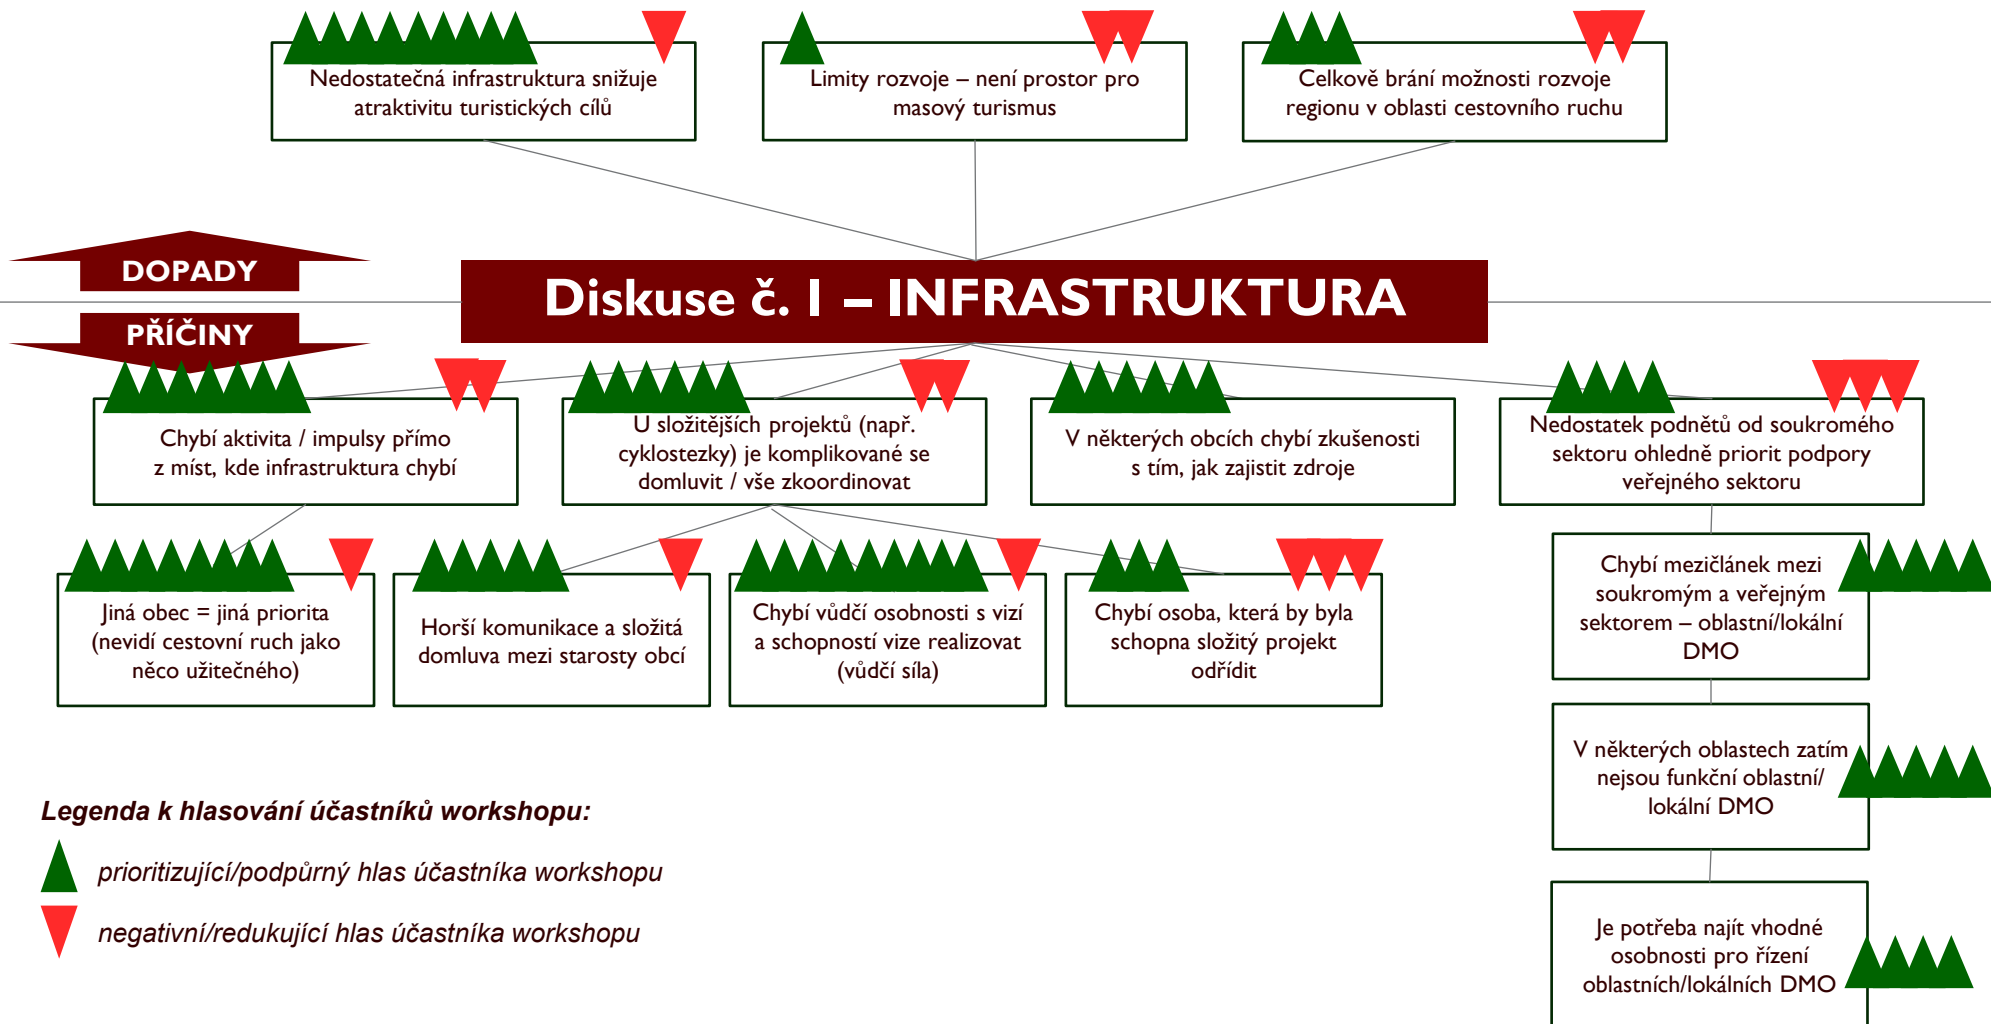 Nedostatečná infrastruktura snižuje
atraktivitu turistických cílů
Limity rozvoje – není prostor pro
masový turismus
Celkově brání možnosti rozvoje
regionu v oblasti cestovního ruchu
DOPADY
Diskuse č. I – INFRASTRUKTURA
PŘÍČINY
Chybí aktivita / impulsy přímo
z míst, kde infrastruktura chybí
U složitějších projektů (např.
cyklostezky) je komplikované se
domluvit / vše zkoordinovat
V některých obcích chybí zkušenosti
s tím, jak zajistit zdroje
Nedostatek podnětů od soukromého
sektoru ohledně priorit podpory
veřejného sektoru
Jiná obec = jiná priorita
(nevidí cestovní ruch jako
něco užitečného)
Horší komunikace a složitá
domluva mezi starosty obcí
Chybí vůdčí osobnosti s vizí
a schopností vize realizovat
(vůdčí síla)
Chybí osoba, která by byla
schopna složitý projekt
odřídit
Chybí mezičlánek mezi
soukromým a veřejným
sektorem – oblastní/lokální
DMO
V některých oblastech zatím
nejsou funkční oblastní/
lokální DMO
Je potřeba najít vhodné
osobnosti pro řízení
oblastních/lokálních DMO
Legenda k hlasování účastníků workshopu:
prioritizující/podpůrný hlas účastníka workshopu
negativní/redukující hlas účastníka workshopu